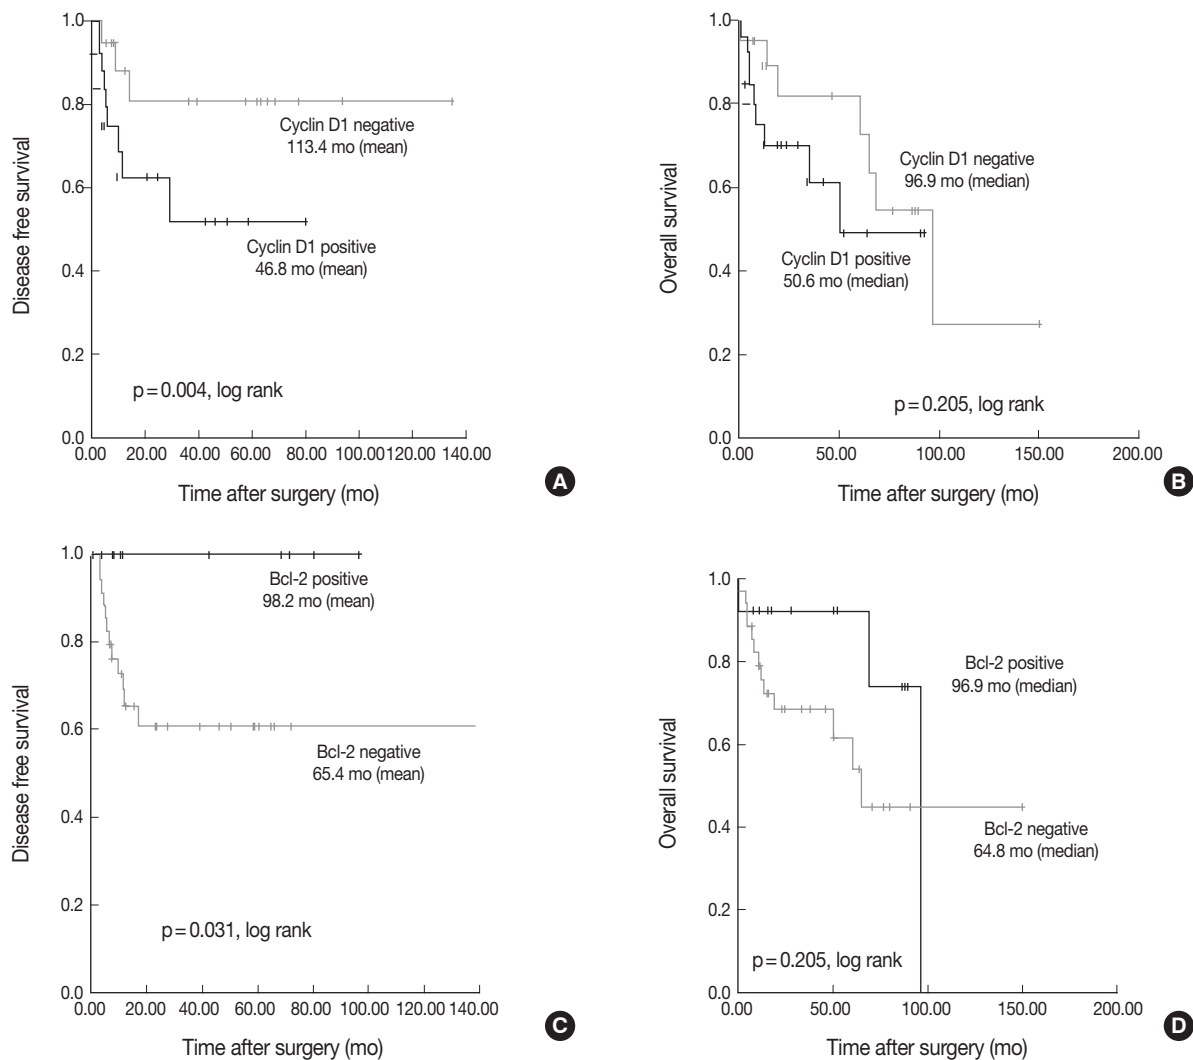 1.0
0.8
0.6
0.4
0.2
0.0
Disease free survival
Cyclin D1 negative
113.4 mo (mean)
Cyclin D1 positive
46.8 mo (mean)
p=0.004, log rank
0.00 20.00 40.00 60.00 80.00 100.00 120.00 140.00
Time after surgery (mo)
A
1.0
0.8
0.6
0.4
0.2
0.0
Overall survival
Cyclin D1 negative
96.9 mo (median)
Cyclin D1 positive
50.6 mo (median)
p=0.205, log rank
0.00 50.00 100.00 150.00 200.00
Time after surgery (mo)
B
1.0
0.8
0.6
0.4
0.2
0.0
Disease free survival
Bcl-2 positive
98.2 mo (mean)
Bcl-2 negative
65.4 mo (mean)
p=0.031, log rank
0.00 20.00 40.00 60.00 80.00 100.00 120.00 140.00
Time after surgery (mo)
C
1.0
0.8
0.6
0.4
0.2
0.0
Overall survival
Bcl-2 positive
96.9 mo (median)
Bcl-2 negative
64.8 mo (median)
p=0.205, log rank
0.00 50.00 100.00 150.00 200.00
Time after surgery (mo)
D